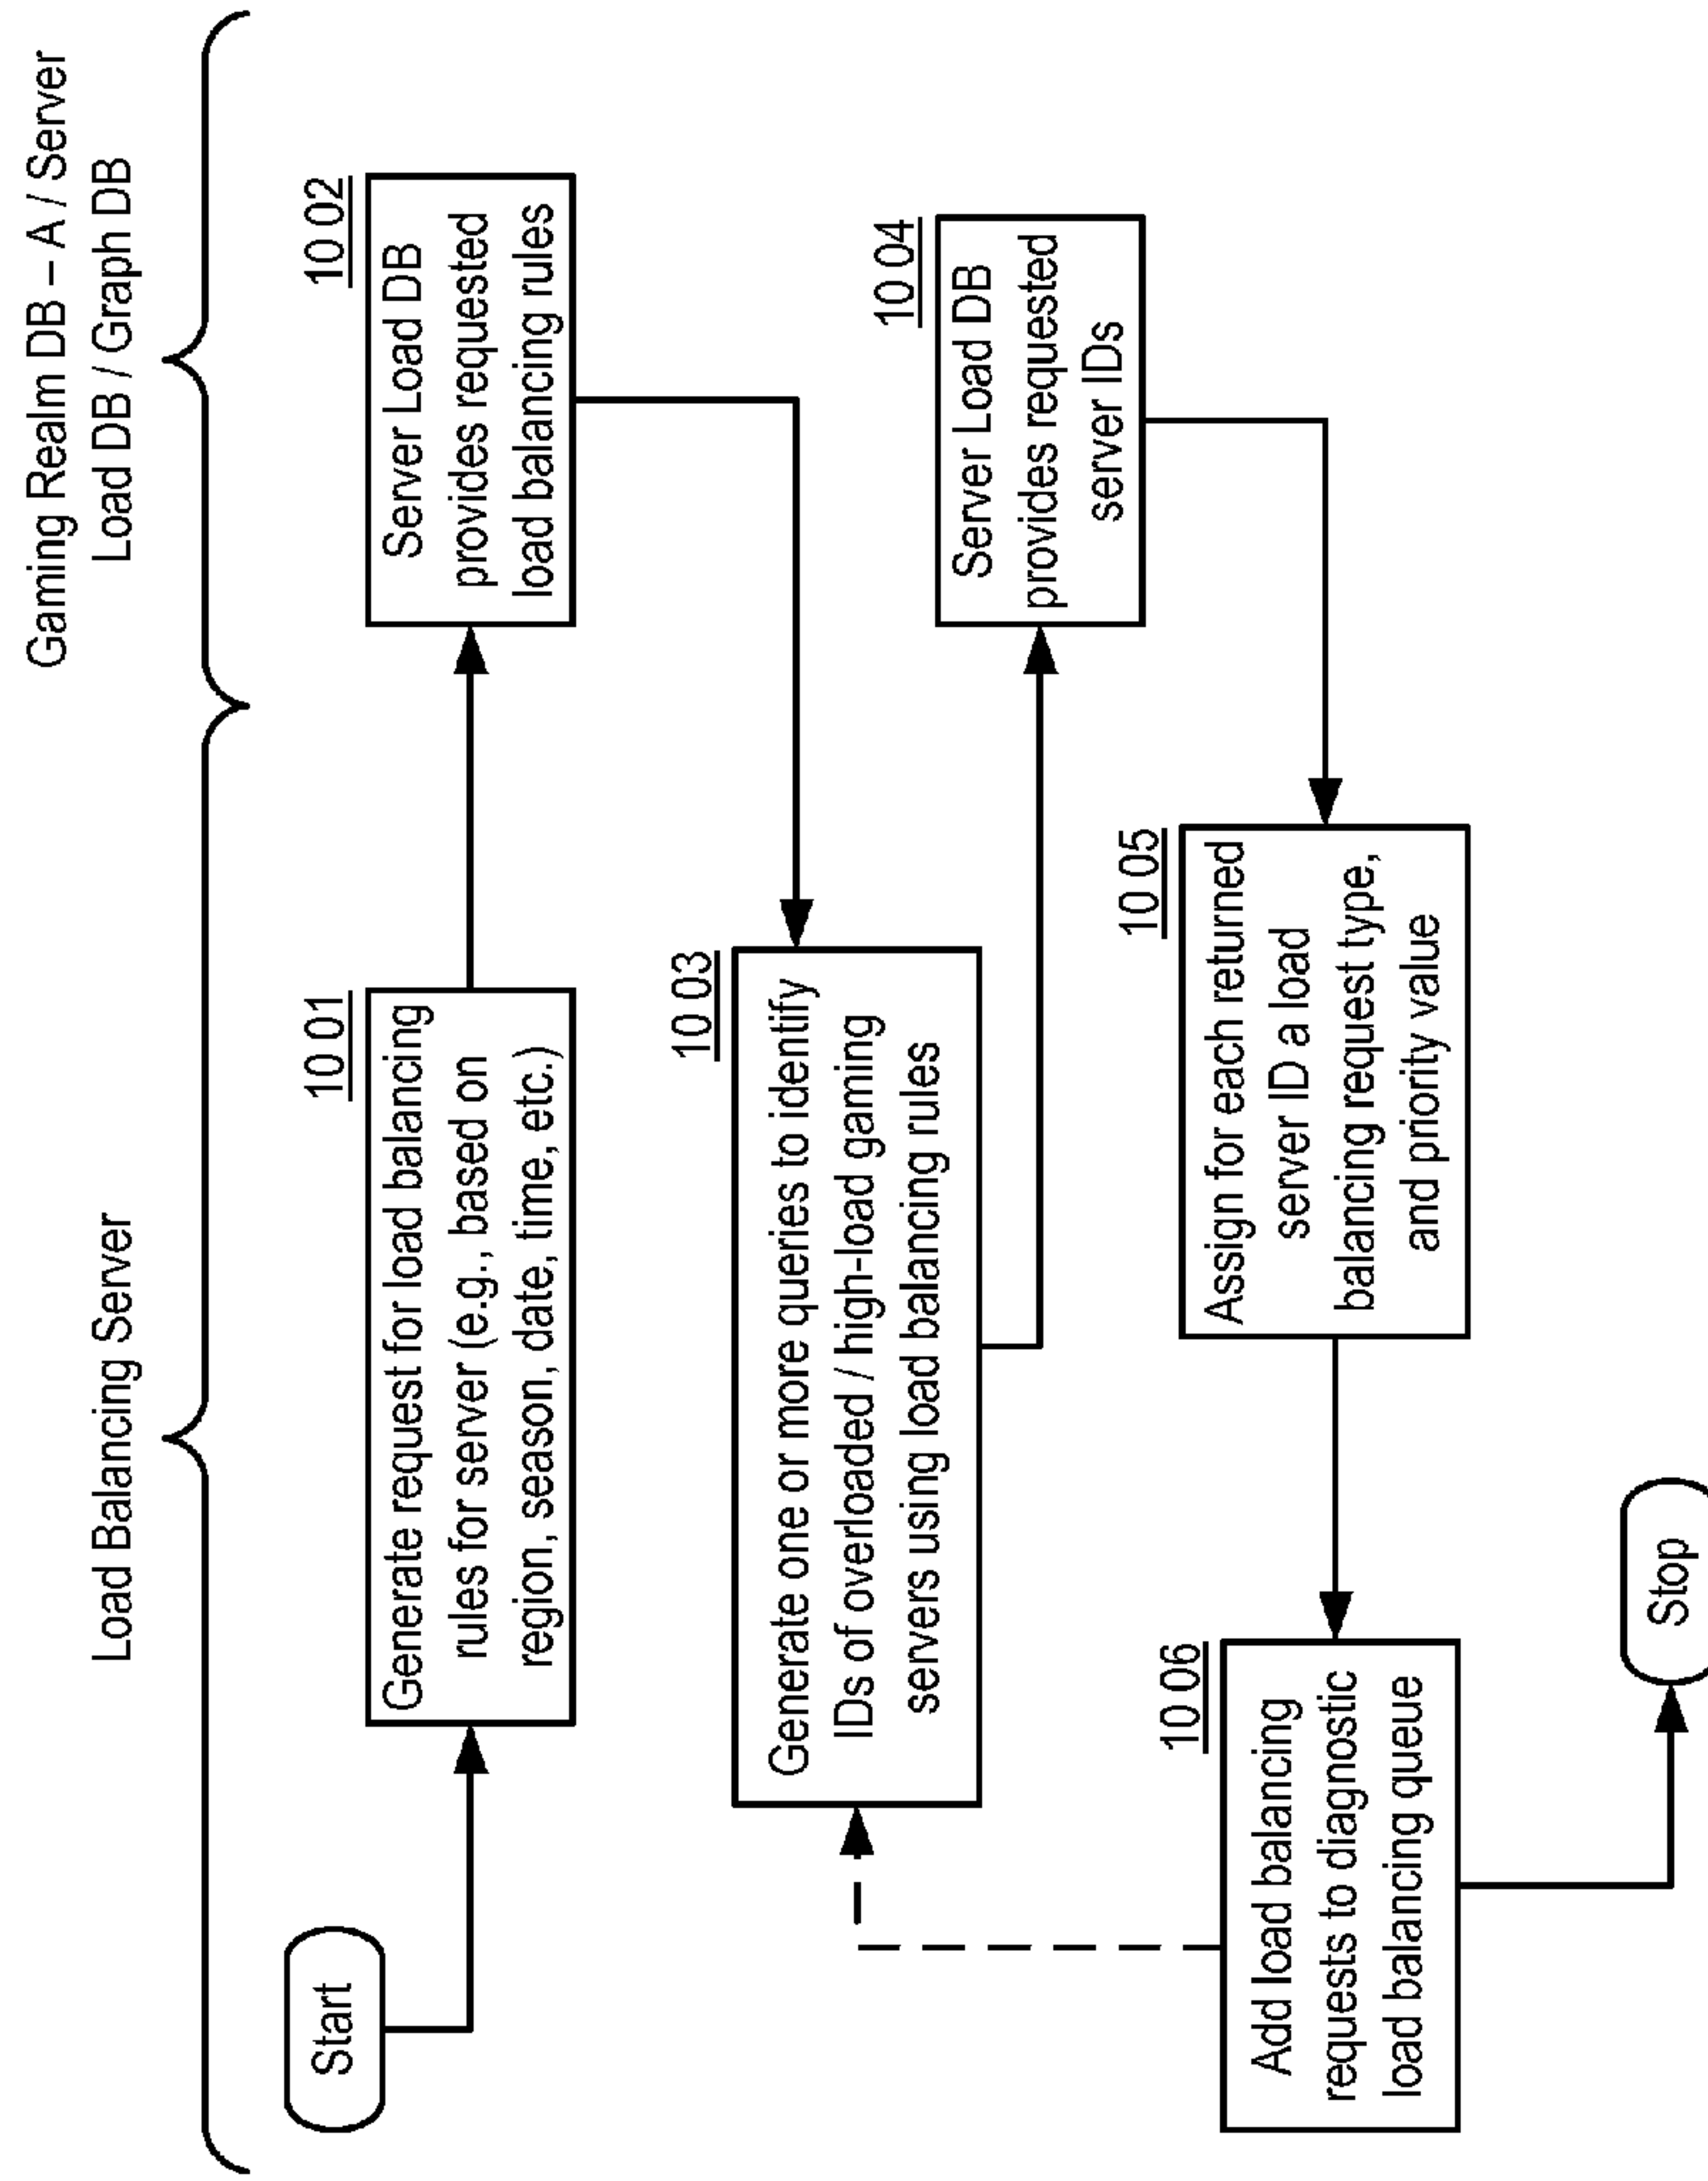 Load Balancing Server
Gaming Realm DB – A / Server
Load DB / Graph DB
Start
10 01
Generate request for load balancing
rules for server (e.g., based on
region, season, date, time, etc.)
10 02
Server Load DB
provides requested
load balancing rules
10 03
Generate one or more queries to identify
IDs of overloaded / high-load gaming
servers using load balancing rules
10 04
Server Load DB
provides requested
server IDs
10 05
Assign for each returned
server ID a load
balancing request type,
and priority value
10 06
Add load balancing
requests to diagnostic
load balancing queue
Stop